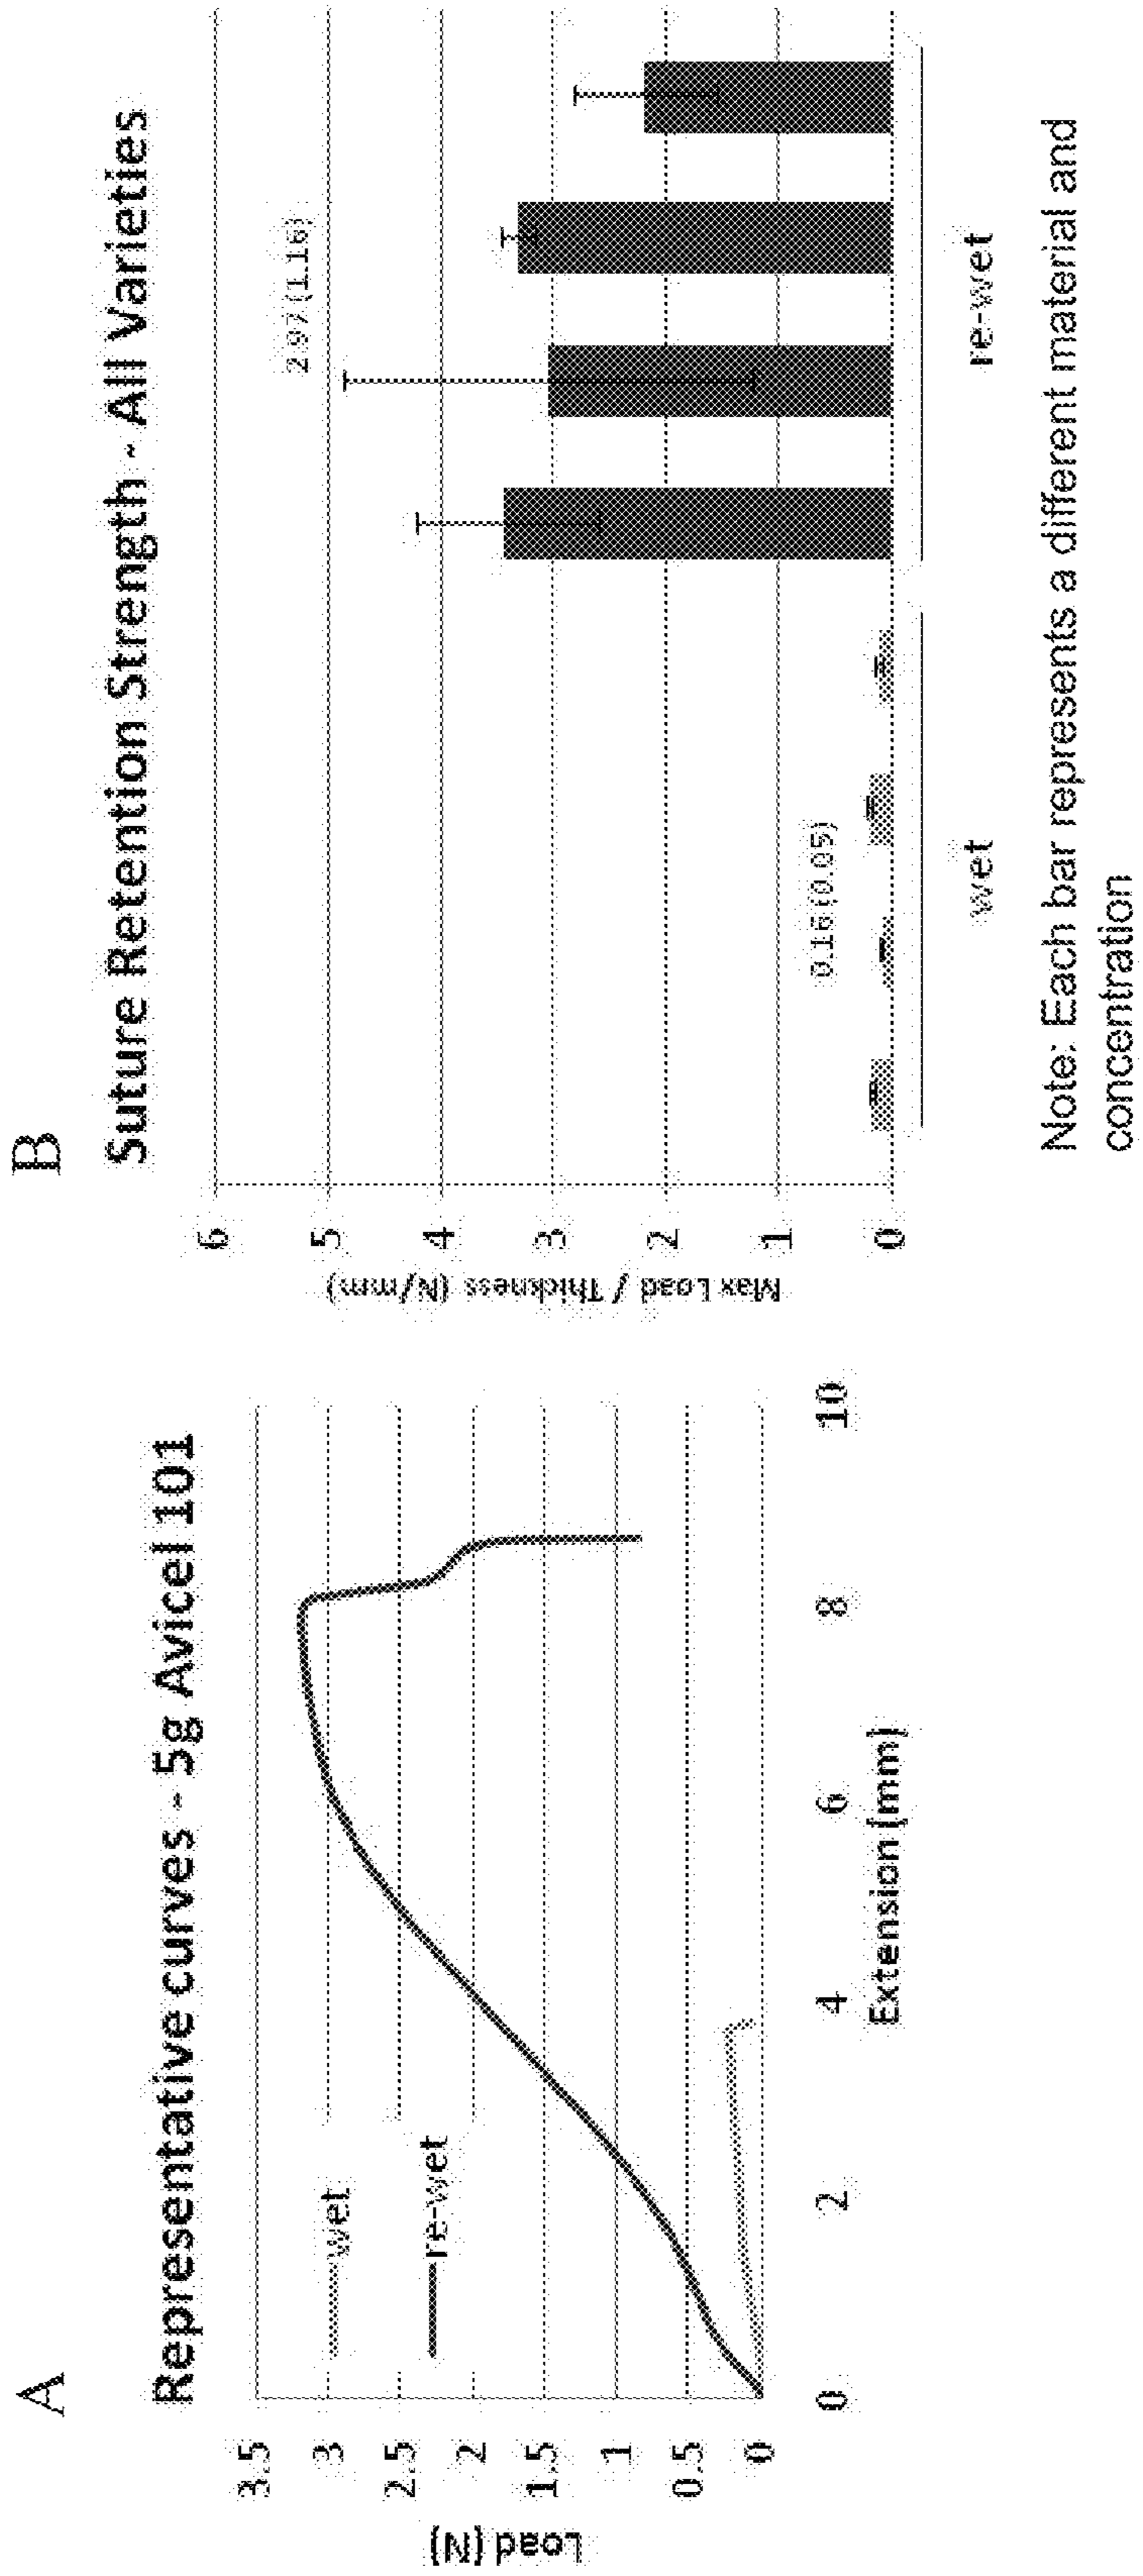 A
Representative curves - 5g Avicel 101
Load (N)
3.5
3
2.5
2
1.5
1
0.5
0
wet
re-wet
0
2
4
6
8
10
Extension (mm)
B
Suture Retention Strength - All Varieties
Max Load / Thickness (N/mm)
6
5
4
3
2
1
0
2.97 (1.16)
0.16 (0.05)
wet
re-wet
Note: Each bar represents a different material and
concentration